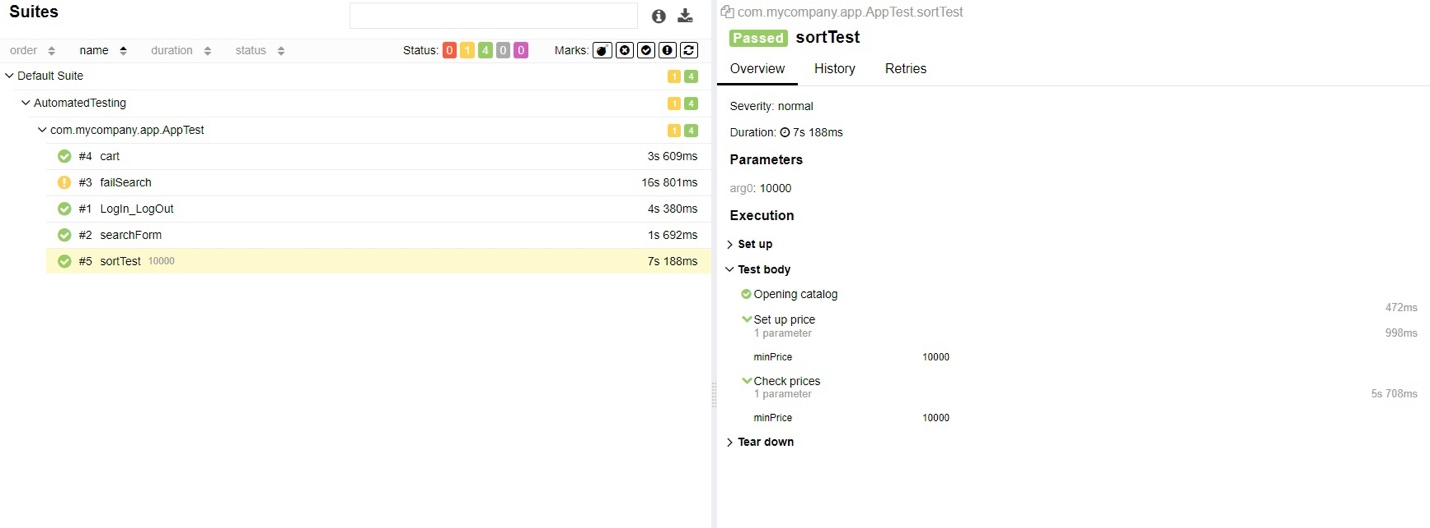 Suites
order name duration status Status: 0 1 4 0 0 Marks:
Default Suite 1 4
AutomatedTesting 1 4
com.mycompany.app.AppTest 1 4
#4 cart 3s 609ms
#3 failSearch 16s 801ms
#1 LogIn_LogOut 4s 380ms
#2 searchForm 1s 692ms
#5 sortTest 10000 7s 188ms
com.mycompany.app.AppTest.sortTest
Passed sortTest
Overview History Retries
Severity: normal
Duration: 7s 188ms
Parameters
arg0: 10000
Execution
Set up
Test body
Opening catalog
472ms
Set up price
1 parameter 998ms
minPrice 10000
Check prices
1 parameter 5s 708ms
minPrice 10000
Tear down